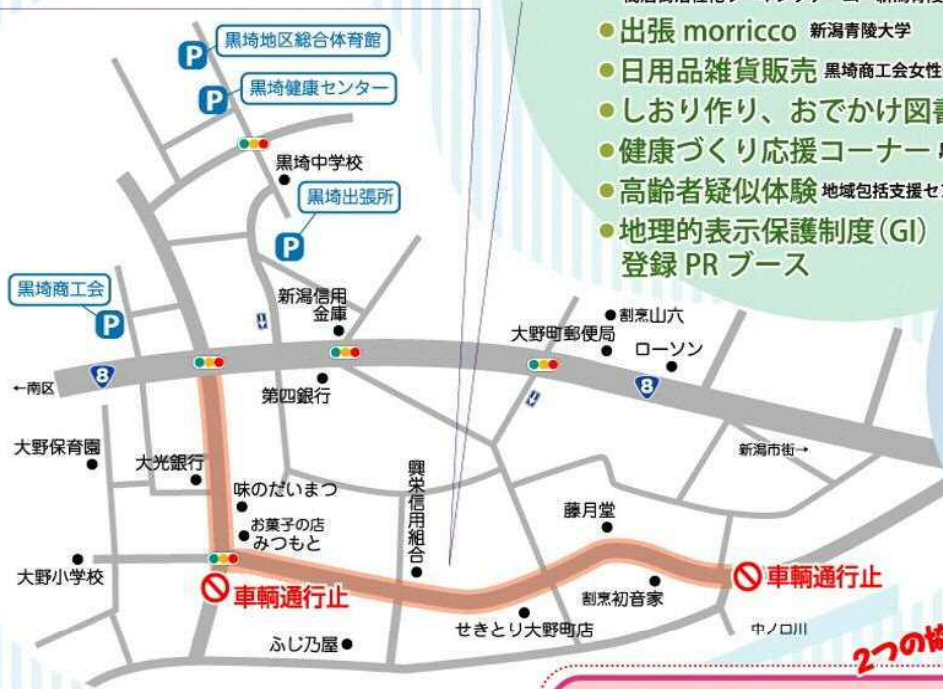 ●出張 morricco 新潟青陵大学
●日用品雑貨販売 黒埼商工会女性
●しおり作り、おでかけ図書
●健康づくり応援コーナー
●高齢者疑似体験 地域包括支援セン
●地理的表示保護制度(GI)
登録 PR ブース
P
黒埼地区総合体育館
P
黒埼健康センター
黒埼中学校
黒埼出張所
P
黒埼商工会
P
新潟信用
金庫
割烹山六
大野町郵便局
ローソン
8
8
←南区
第四銀行
新潟市街→
大野保育園
大光銀行
味のだいまつ
お菓子の店
みつもと
興栄信用組合
藤月堂
大野小学校
車輌通行止
車輌通行止
割烹初音家
せきとり大野町店
中ノ口川
ふじ乃屋
2つの